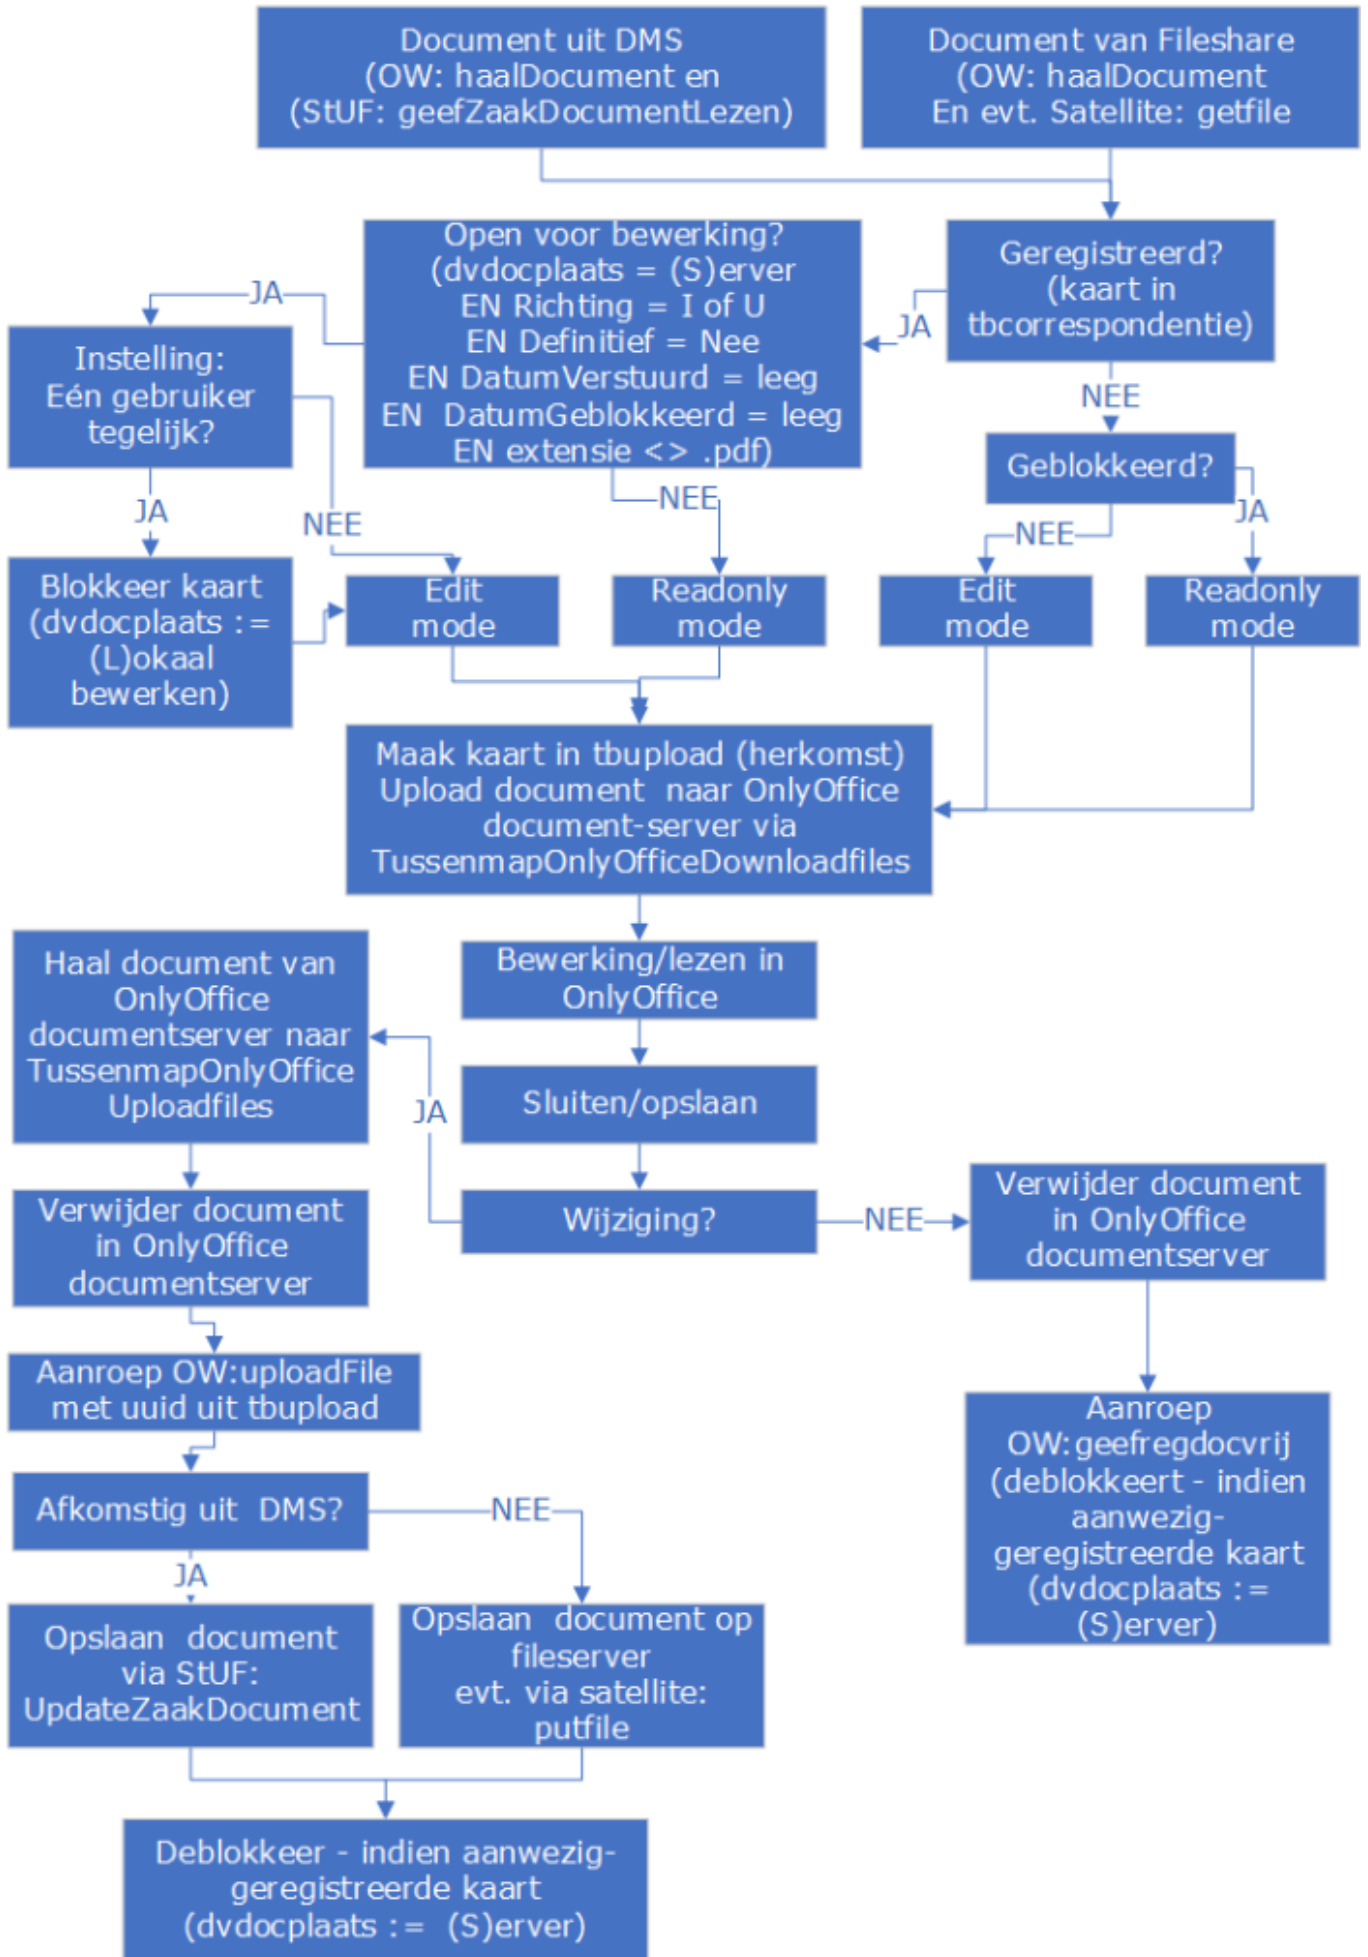 Document uit DMS
(OW: haalDocument en
(StUF: geefZaakDocumentLezen)
Document van Fileshare
(OW: haalDocument
En evt. Satellite: getfile
Open voor bewerking?
(dvdocplaats = (S)erver
EN Richting = I of U
EN Definitief = Nee
EN DatumVerstuurd = leeg
EN DatumGeblokkeerd = leeg
EN extensie <> .pdf)
Geregistreerd?
(kaart in
tbcorrespondentie)
JA
JA
Instelling:
Eén gebruiker
tegelijk?
NEE
Geblokkeerd?
JA
NEE
NEE
NEE
JA
Blokkeer kaart
(dvdocplaats :=
(L)okaal
bewerken)
Edit
mode
Readonly
mode
Edit
mode
Readonly
mode
Maak kaart in tbupload (herkomst)
Upload document naar OnlyOffice
document-server via
TussenmapOnlyOfficeDownloadfiles
Haal document van
OnlyOffice
documentserver naar
TussenmapOnlyOffice
Uploadfiles
Bewerking/lezen in
OnlyOffice
JA
Sluiten/opslaan
Verwijder document
in OnlyOffice
documentserver
Wijziging?
NEE
Verwijder document
in OnlyOffice
documentserver
Aanroep OW:uploadFile
met uuid uit tbupload
Aanroep
OW:geefregdocvrij
(deblokkeert - indien
aanwezig-
geregistreerde kaart
(dvdocplaats :=
(S)erver)
Afkomstig uit DMS?
NEE
JA
Opslaan document
via StUF:
UpdateZaakDocument
Opslaan document op
fileserver
evt. via satellite:
putfile
Deblokkeer - indien aanwezig-
geregistreerde kaart
(dvdocplaats := (S)erver)